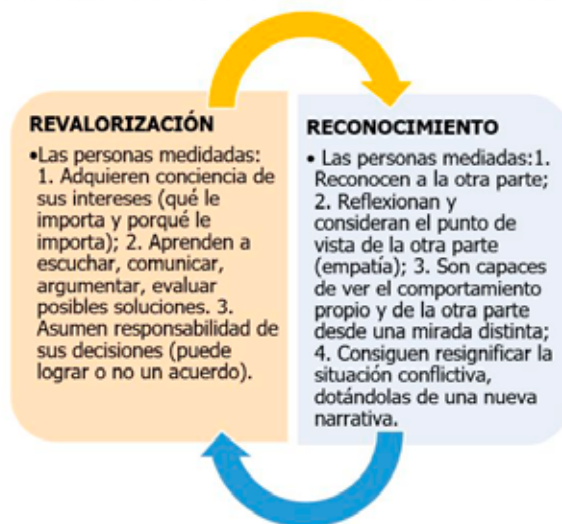 REVALORIZACIÓN
•Las personas medidadas:
1. Adquieren conciencia de
sus intereses (qué le
importa y porqué le
importa); 2. Aprenden a
escuchar, comunicar,
argumentar, evaluar
posibles soluciones. 3.
Asumen responsabilidad de
sus decisiones (puede
lograr o no un acuerdo).
RECONOCIMIENTO
• Las personas mediadas:1.
Reconocen a la otra parte;
2. Reflexionan y
consideran el punto de
vista de la otra parte
(empatía); 3. Son capaces
de ver el comportamiento
propio y de la otra parte
desde una mirada distinta;
4. Consiguen resignificar la
situación conflictiva,
dotándolas de una nueva
narrativa.